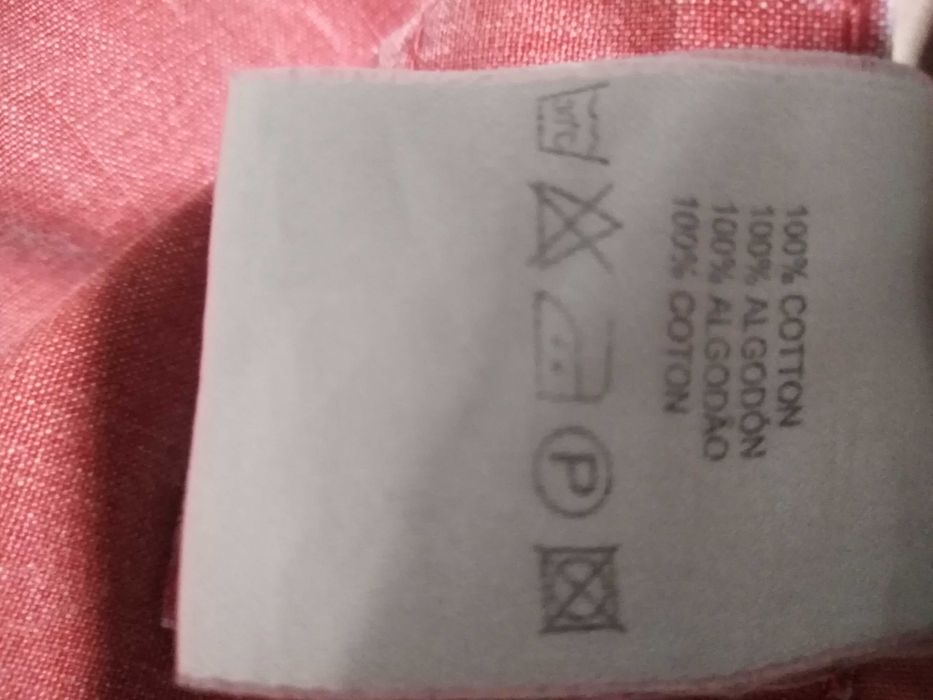 100% COTTON
100% ALGODÓN
100% ALGODÃO
100% COTON
P